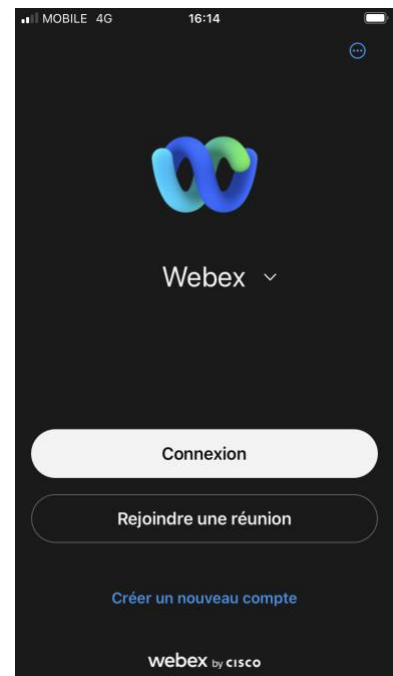 MOBILE 4G 16:14
Webex
Connexion
Rejoindre une réunion
Créer un nouveau compte
webex by CISCO